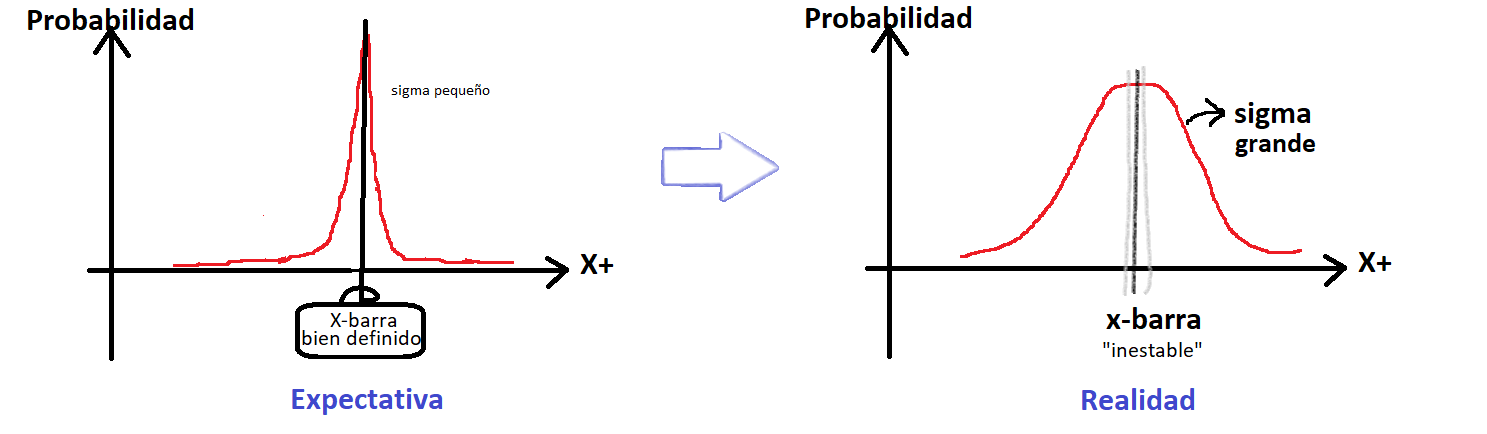 Probabilidad
sigma pequeño
X+
X-barra
bien definido
Expectativa
Probabilidad
sigma
grande
X+
x-barra
"inestable"
Realidad